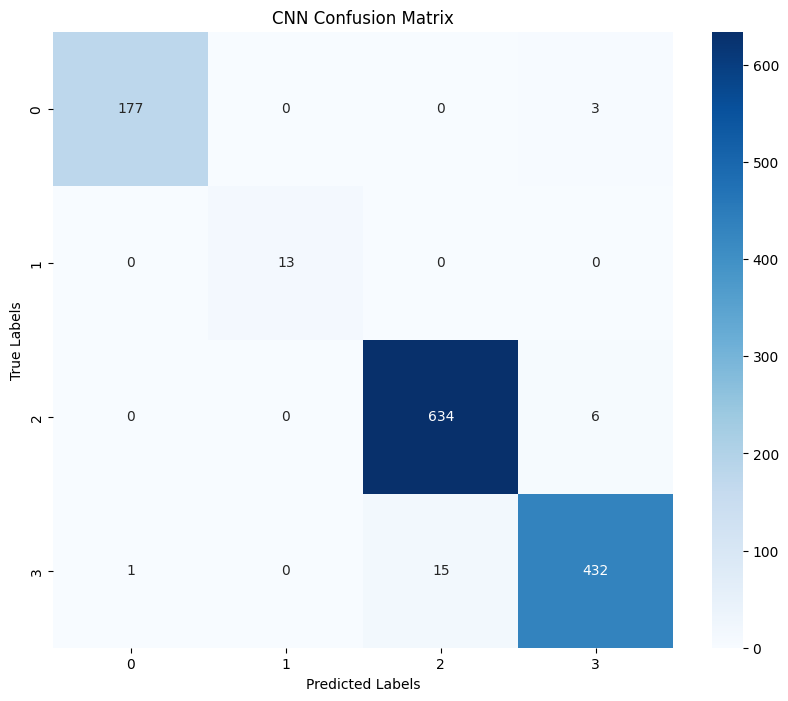 CNN Confusion Matrix
0 177 0 0 3
1 0 13 0 0
2 0 0 634 6
3 1 0 15 432
0 1 2 3
True Labels
Predicted Labels
600
500
400
300
200
100
0